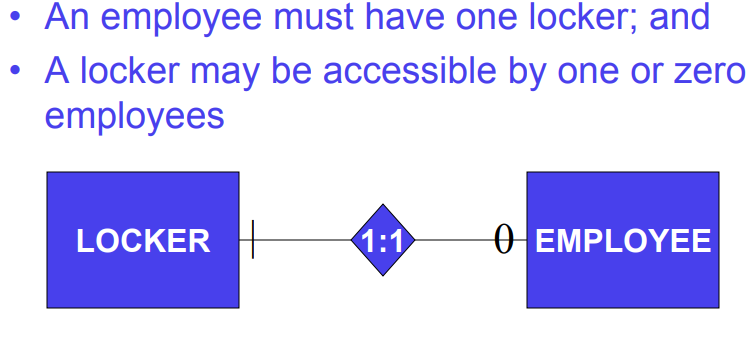 • An employee must have one locker; and
• A locker may be accessible by one or zero
employees
LOCKER 1:1 0 EMPLOYEE